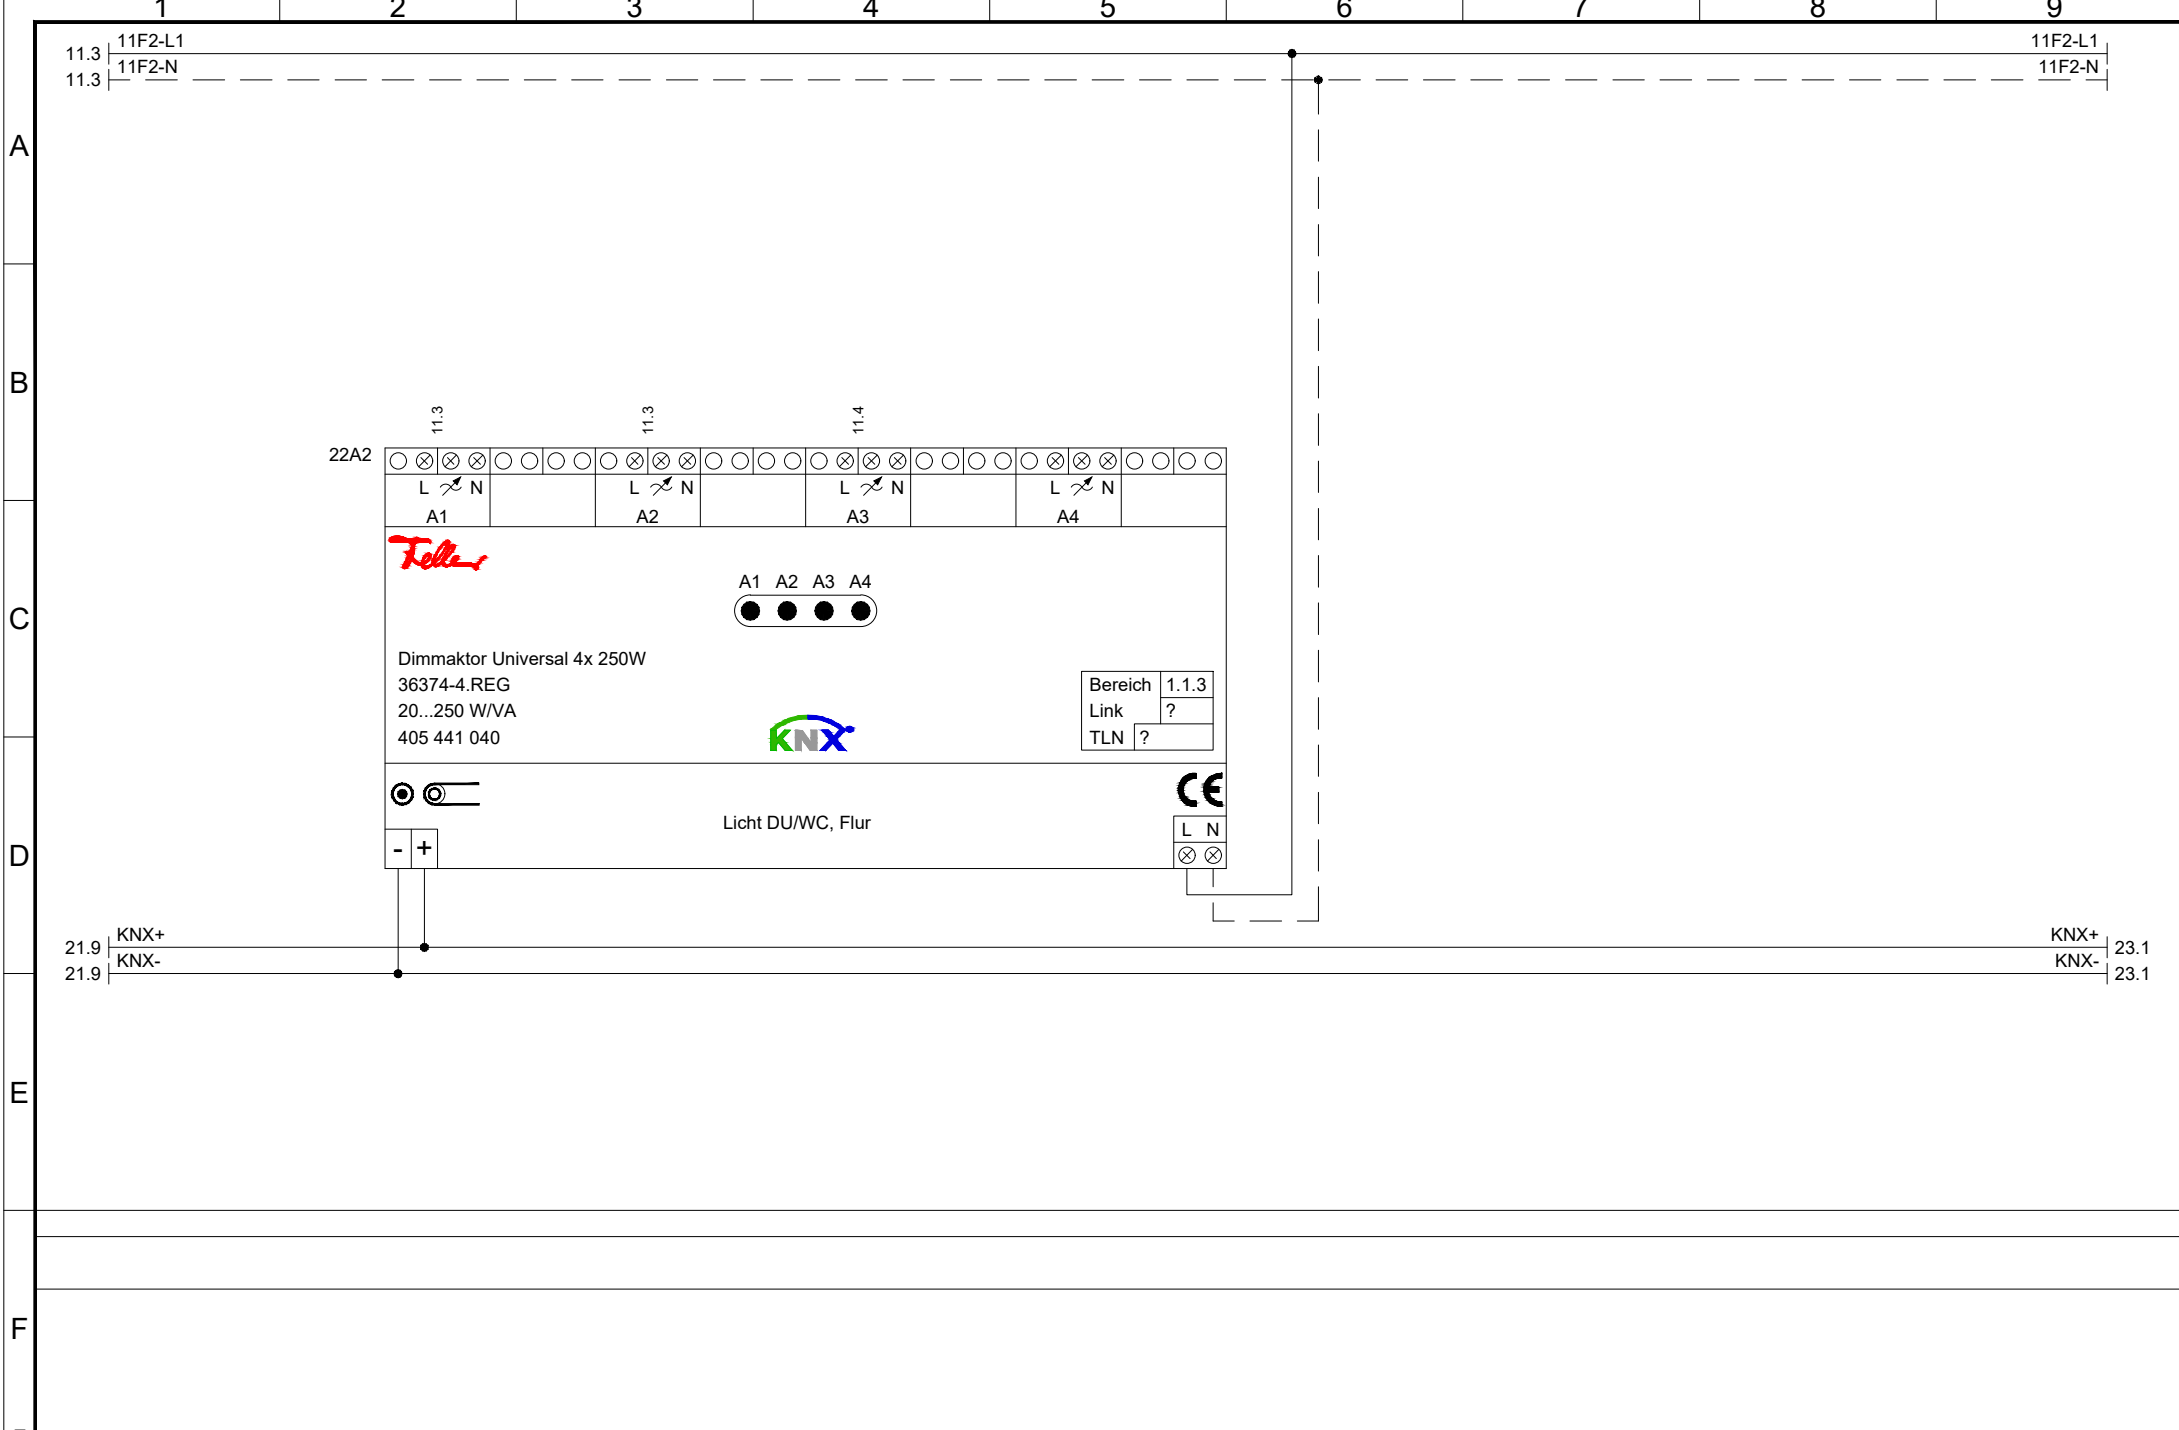 1 2 3 4 5 6 7 8 9
11.3 11F2-L1 11F2-L1
11.3 11F2-N 11F2-N
A
B
C
D
E
F
11.3 11.3 11.4
22A2
L N L N L N L N
A1 A2 A3 A4
Feller
A1 A2 A3 A4
Dimmaktor Universal 4x 250W
36374-4.REG
20...250 W/VA
405 441 040
KNX
Bereich 1.1.3
Link ?
TLN ?
CE
Licht DU/WC, Flur
L N
- +
21.9 KNX+ KNX+ 23.1
21.9 KNX- KNX- 23.1